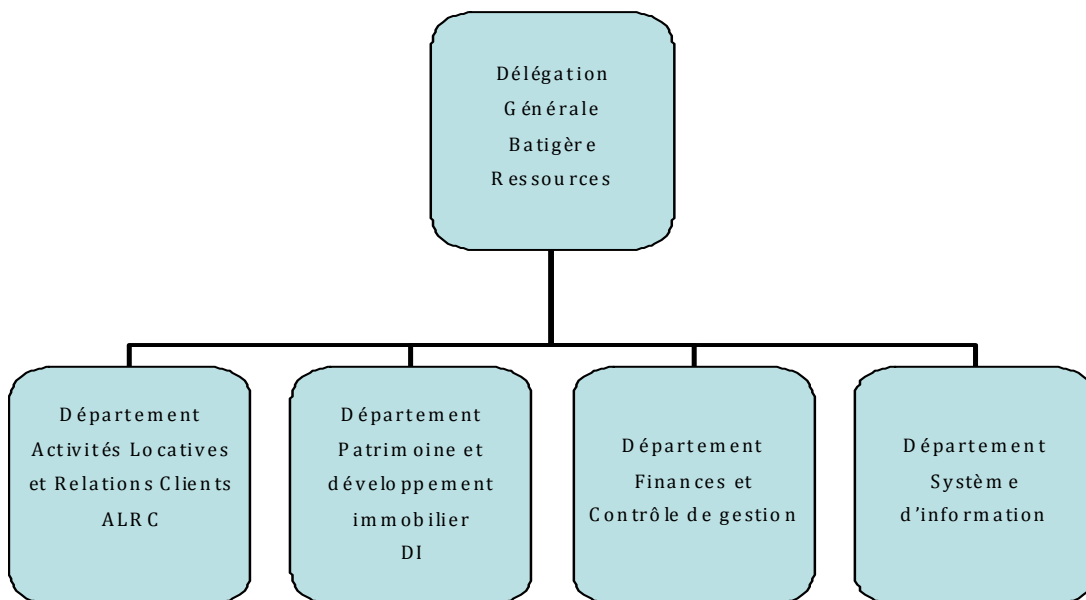 Délégation
Générale
Batigère
Ressources
Département
Activités Locatives
et Relations Clients
ALRC
Département
Patrimoine et
développement
immobilier
DI
Département
Finances et
Contrôle de gestion
Département
Système
d'information